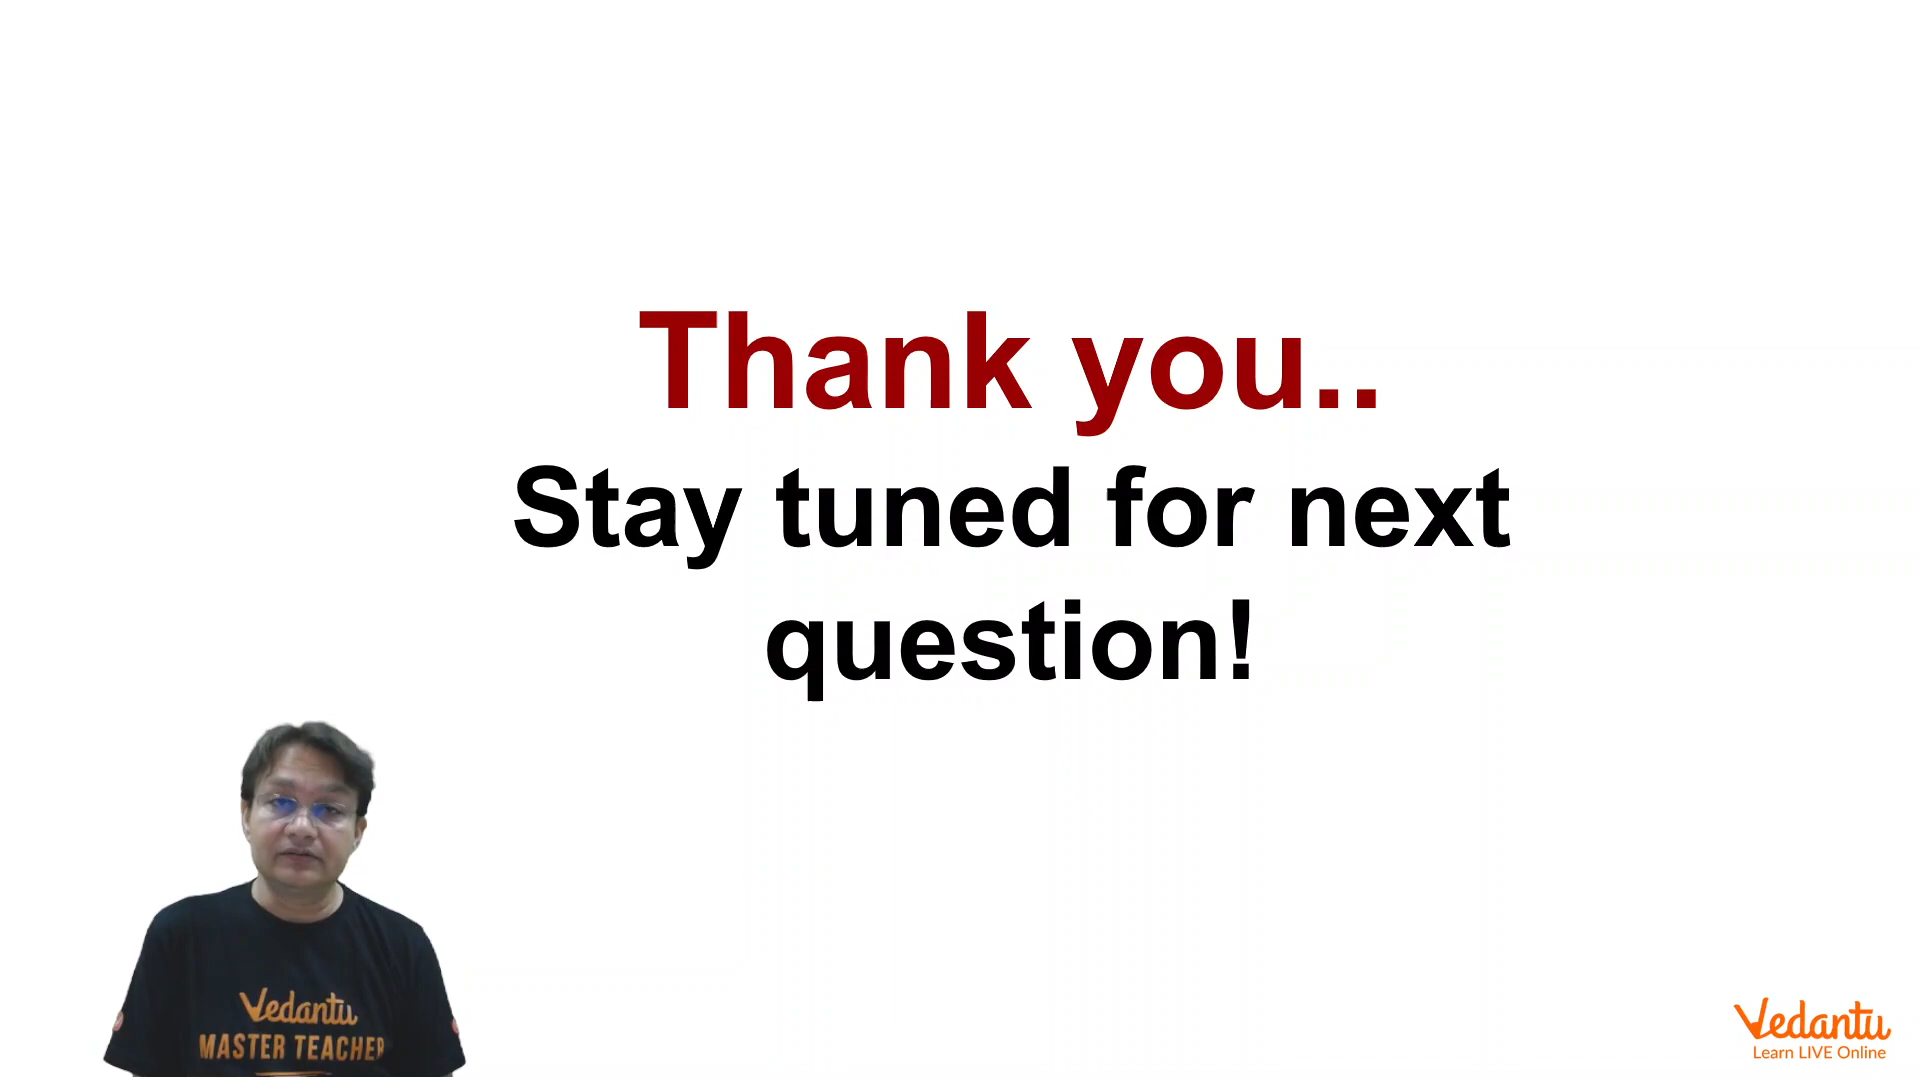 Thank you..
Stay tuned for next
question!
Vedantu
MASTER TEACHER
Vedantu
Learn LIVE Online